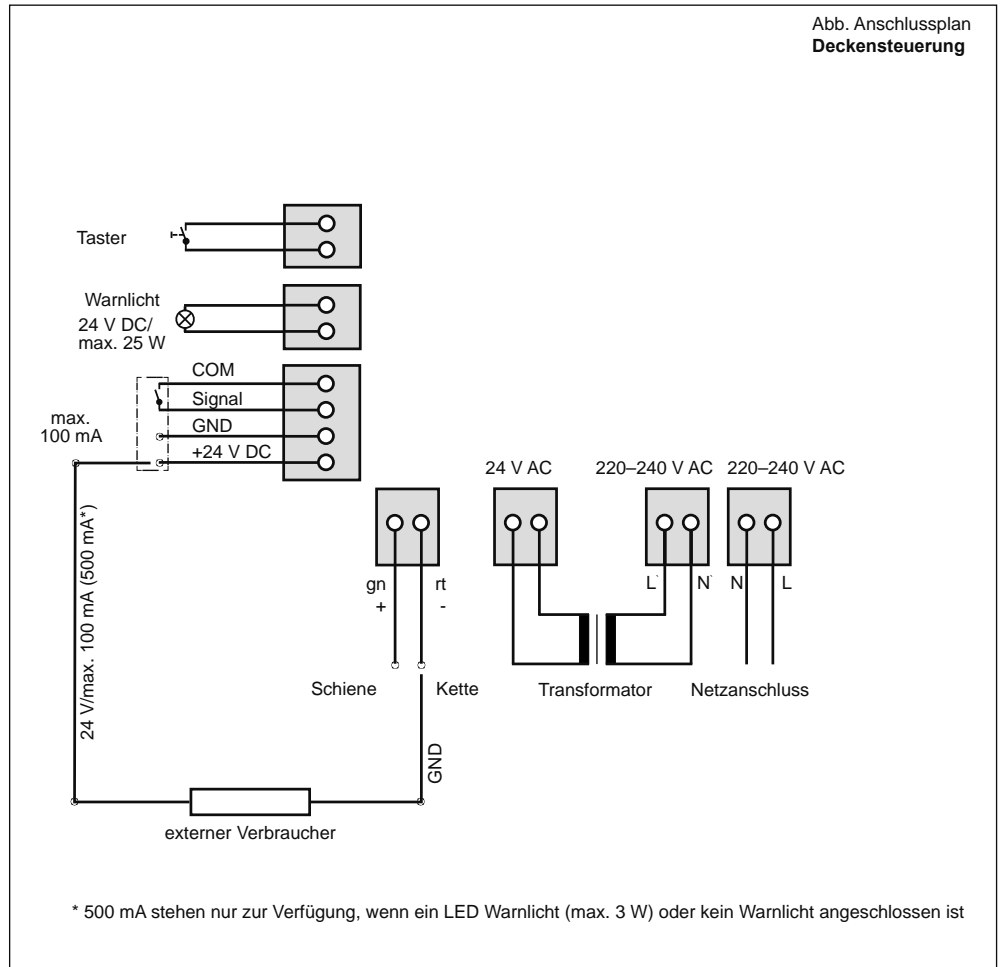 Abb. Anschlussplan
Deckensteuerung
Taster
Warnlicht
24 V DC/
max. 25 W
COM
Signal
GND
+24 V DC
max.
100 mA
24 V AC
220–240 V AC
220–240 V AC
gn
+
rt
-
L`
N`
N
L
Schiene
Kette
Transformator
Netzanschluss
24 V/max. 100 mA (500 mA*)
GND
externer Verbraucher
* 500 mA stehen nur zur Verfügung, wenn ein LED Warnlicht (max. 3 W) oder kein Warnlicht angeschlossen ist